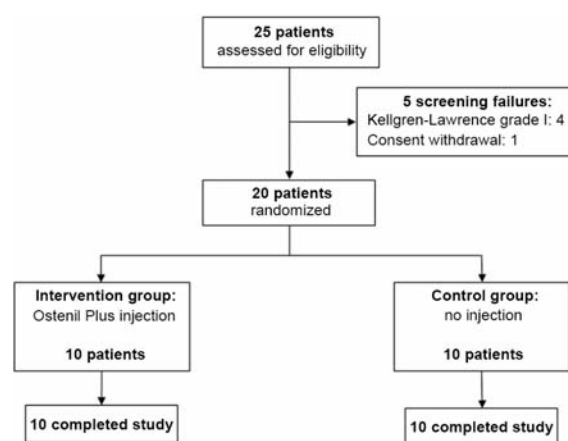 25 patients
assessed for eligibility
5 screening failures:
Kellgren-Lawrence grade I: 4
Consent withdrawal: 1
20 patients
randomized
Intervention group:
Ostenil Plus injection
10 patients
Control group:
no injection
10 patients
10 completed study
10 completed study